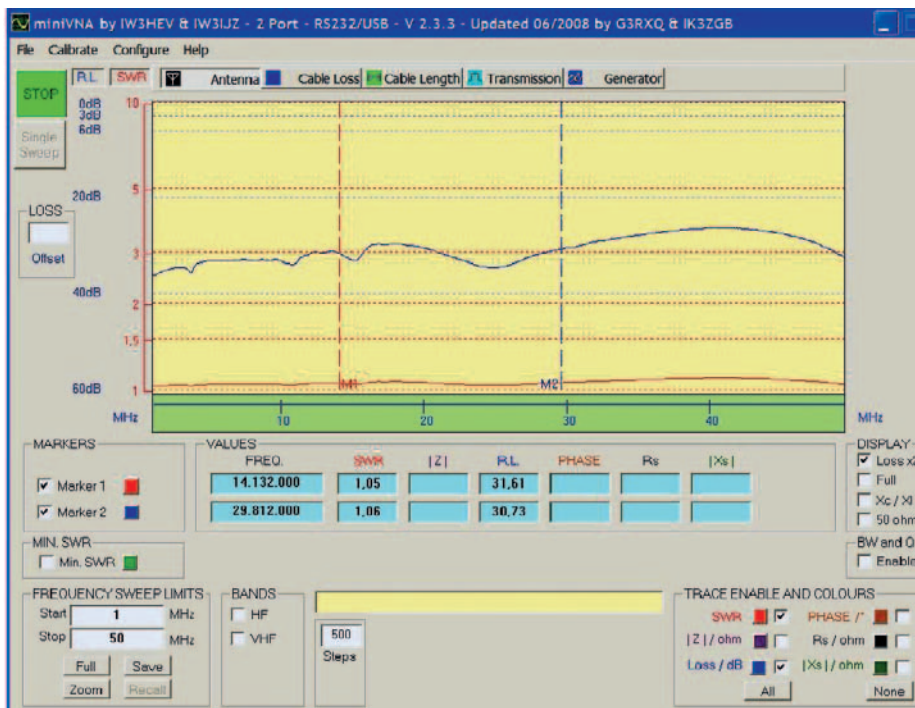 miniVNA by IW3HEV & IW3IJZ - 2 Port - RS232/USB - V 2.3.3 - Updated 06/2008 by G3RXQ & IK3ZGB
File Calibrate Configure Help
STOP R.L SWR Antenna Cable Loss Cable Length Transmission Generator
Single Sweep
0dB 10
3dB
6dB
5
20dB
LOSS
Offset
3
40dB
2
1,5
60dB 1 M1 M2
MHz 10 20 30 40 MHz
MARKERS VALUES DISPLAY
FREQ. SWR |Z| R.L. PHASE Rs |Xs|
Marker 1 14.132.000 1,05 31,61
Marker 2 29.812.000 1,06 30,73
Loss x2
Full
Xc / Xl
50 ohm
MIN. SWR
Min. SWR
BW and Q
Enable
FREQUENCY SWEEP LIMITS BANDS TRACE ENABLE AND COLOURS
Start 1 MHz HF SWR PHASE /°
Stop 50 MHz VHF 500 |Z| / ohm Rs / ohm
Steps
Full Save Loss / dB |Xs| / ohm
Zoom Recall All None